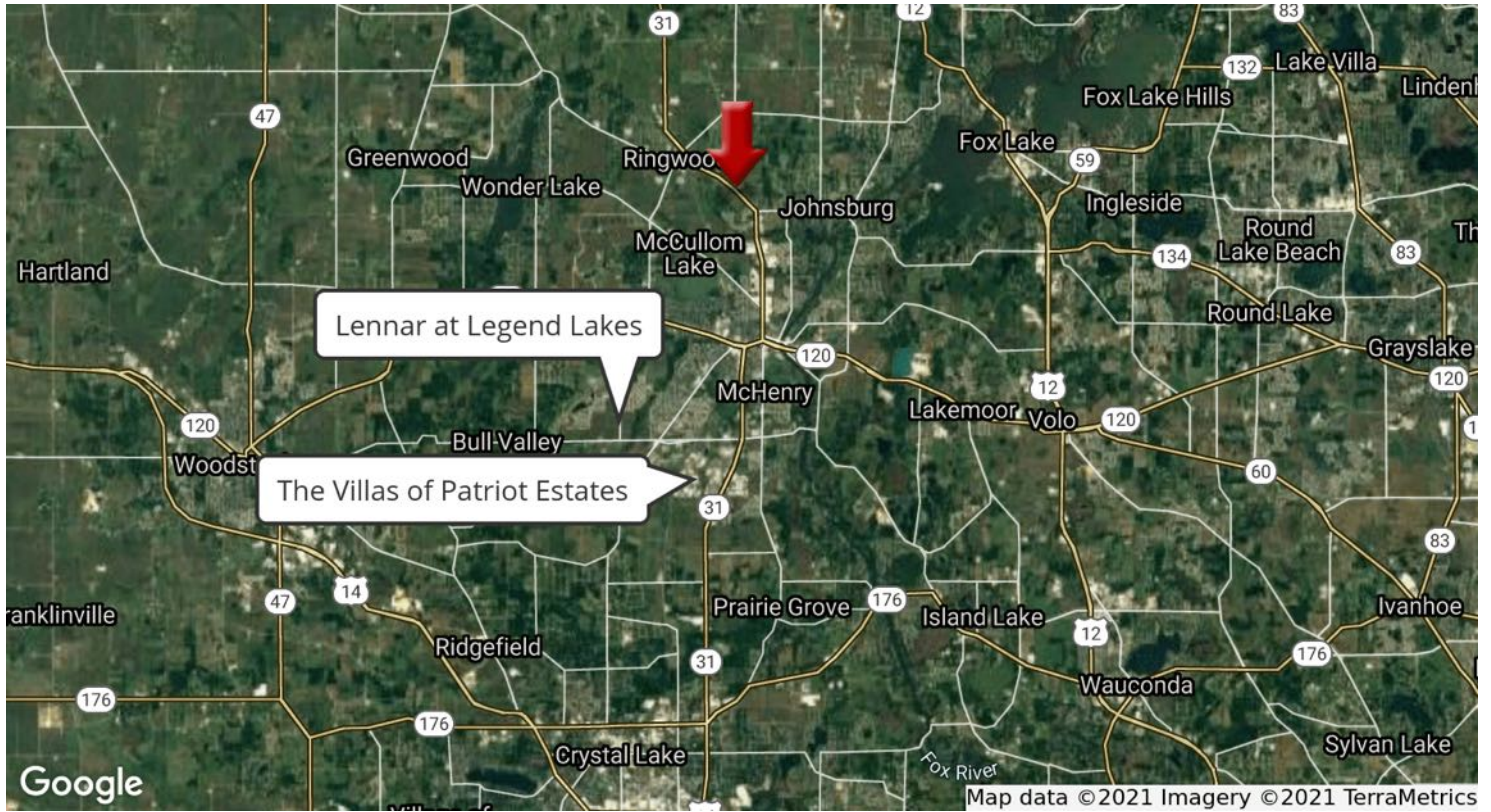 12
83
31
132
Lake Villa
Fox Lake Hills
47
Fox Lake
Greenwood
Wonder Lake
59
Ingleside
Johnsburg
Round
Lake Beach
McCullom
Lake
83
134
Hartland
Lennar at Legend Lakes
Round Lake
Grayslake
120
McHenry
120
12
Lakemoor
Volo
120
120
Bull Valley
60
The Villas of Patriot Estates
31
83
14
47
Prairie Grove
176
Island Lake
Ivanhoe
12
Ridgefield
31
176
Wauconda
176
176
Crystal Lake
Sylvan Lake
Fox River
Google
Map data ©2021 Imagery ©2021 TerraMetrics